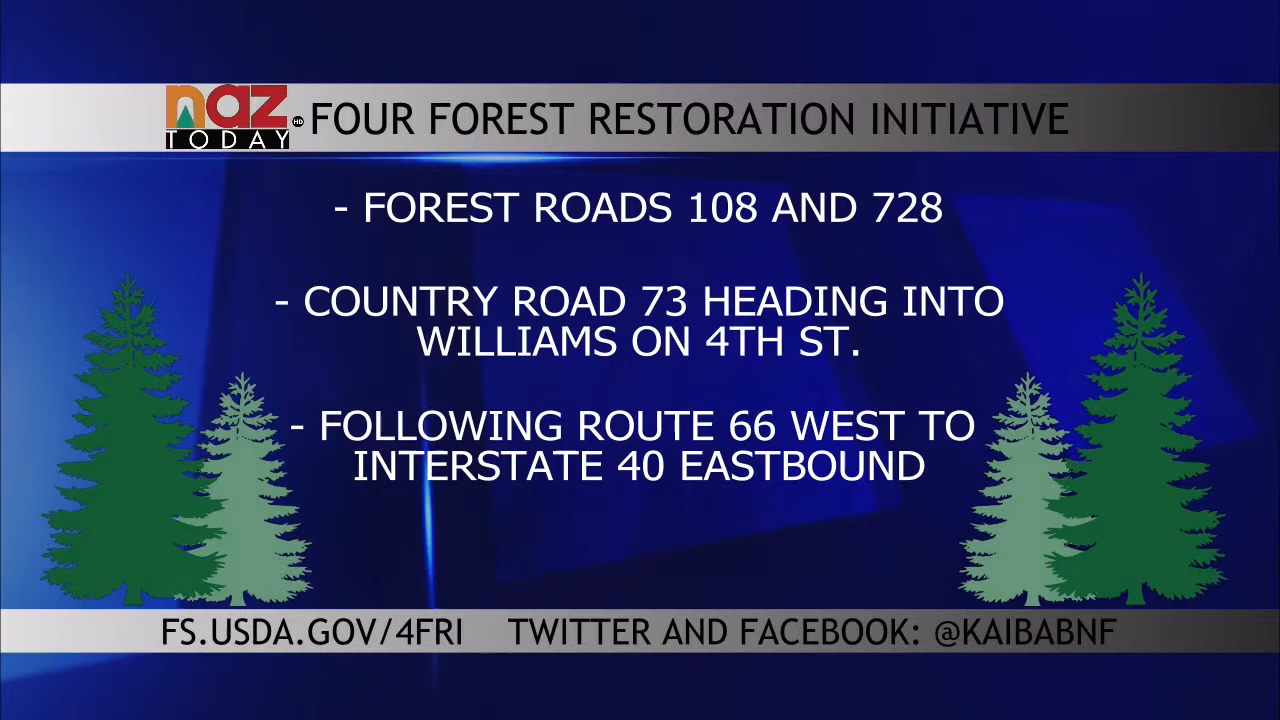 naz
TODAY
HD
FOUR FOREST RESTORATION INITIATIVE
- FOREST ROADS 108 AND 728
- COUNTRY ROAD 73 HEADING INTO
WILLIAMS ON 4TH ST.
- FOLLOWING ROUTE 66 WEST TO
INTERSTATE 40 EASTBOUND
FS.USDA.GOV/4FRI TWITTER AND FACEBOOK: @KAIBABNF